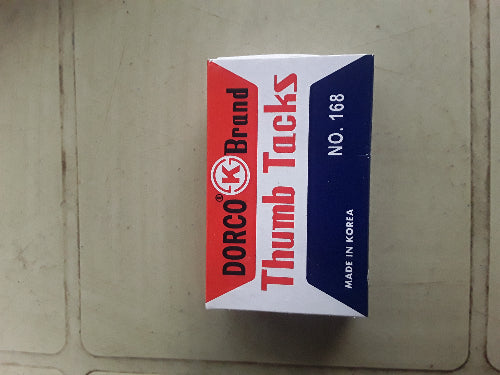 DORCO® K Brand
Thumb Tacks
NO. 168
MADE IN KOREA